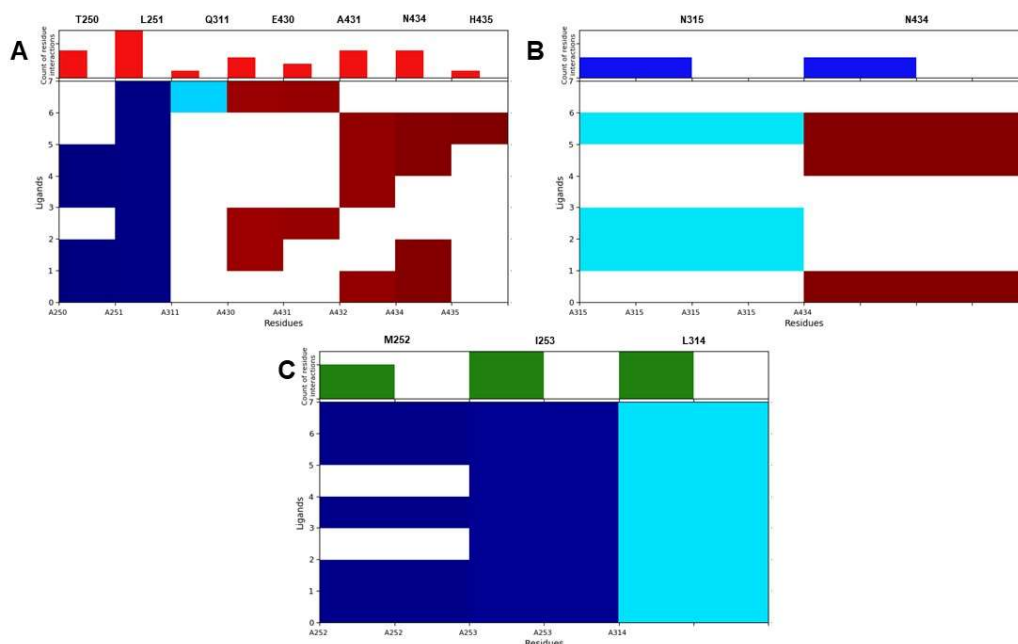 A
T250 L251 Q311 E430 A431 N434 H435
Count of residue
interactions
7
6
5
4
3
2
1
0
Ligands
A250 A251 A311 A430 A431 A432 A434 A435
Residues
B
N315 N434
Count of residue
interactions
7
6
5
4
3
2
1
0
Ligands
A315 A315 A315 A315 A434
Residues
C
M252 I253 L314
Count of residue
interactions
7
6
5
4
3
2
1
0
Ligands
A252 A252 A253 A253 A314
Residues